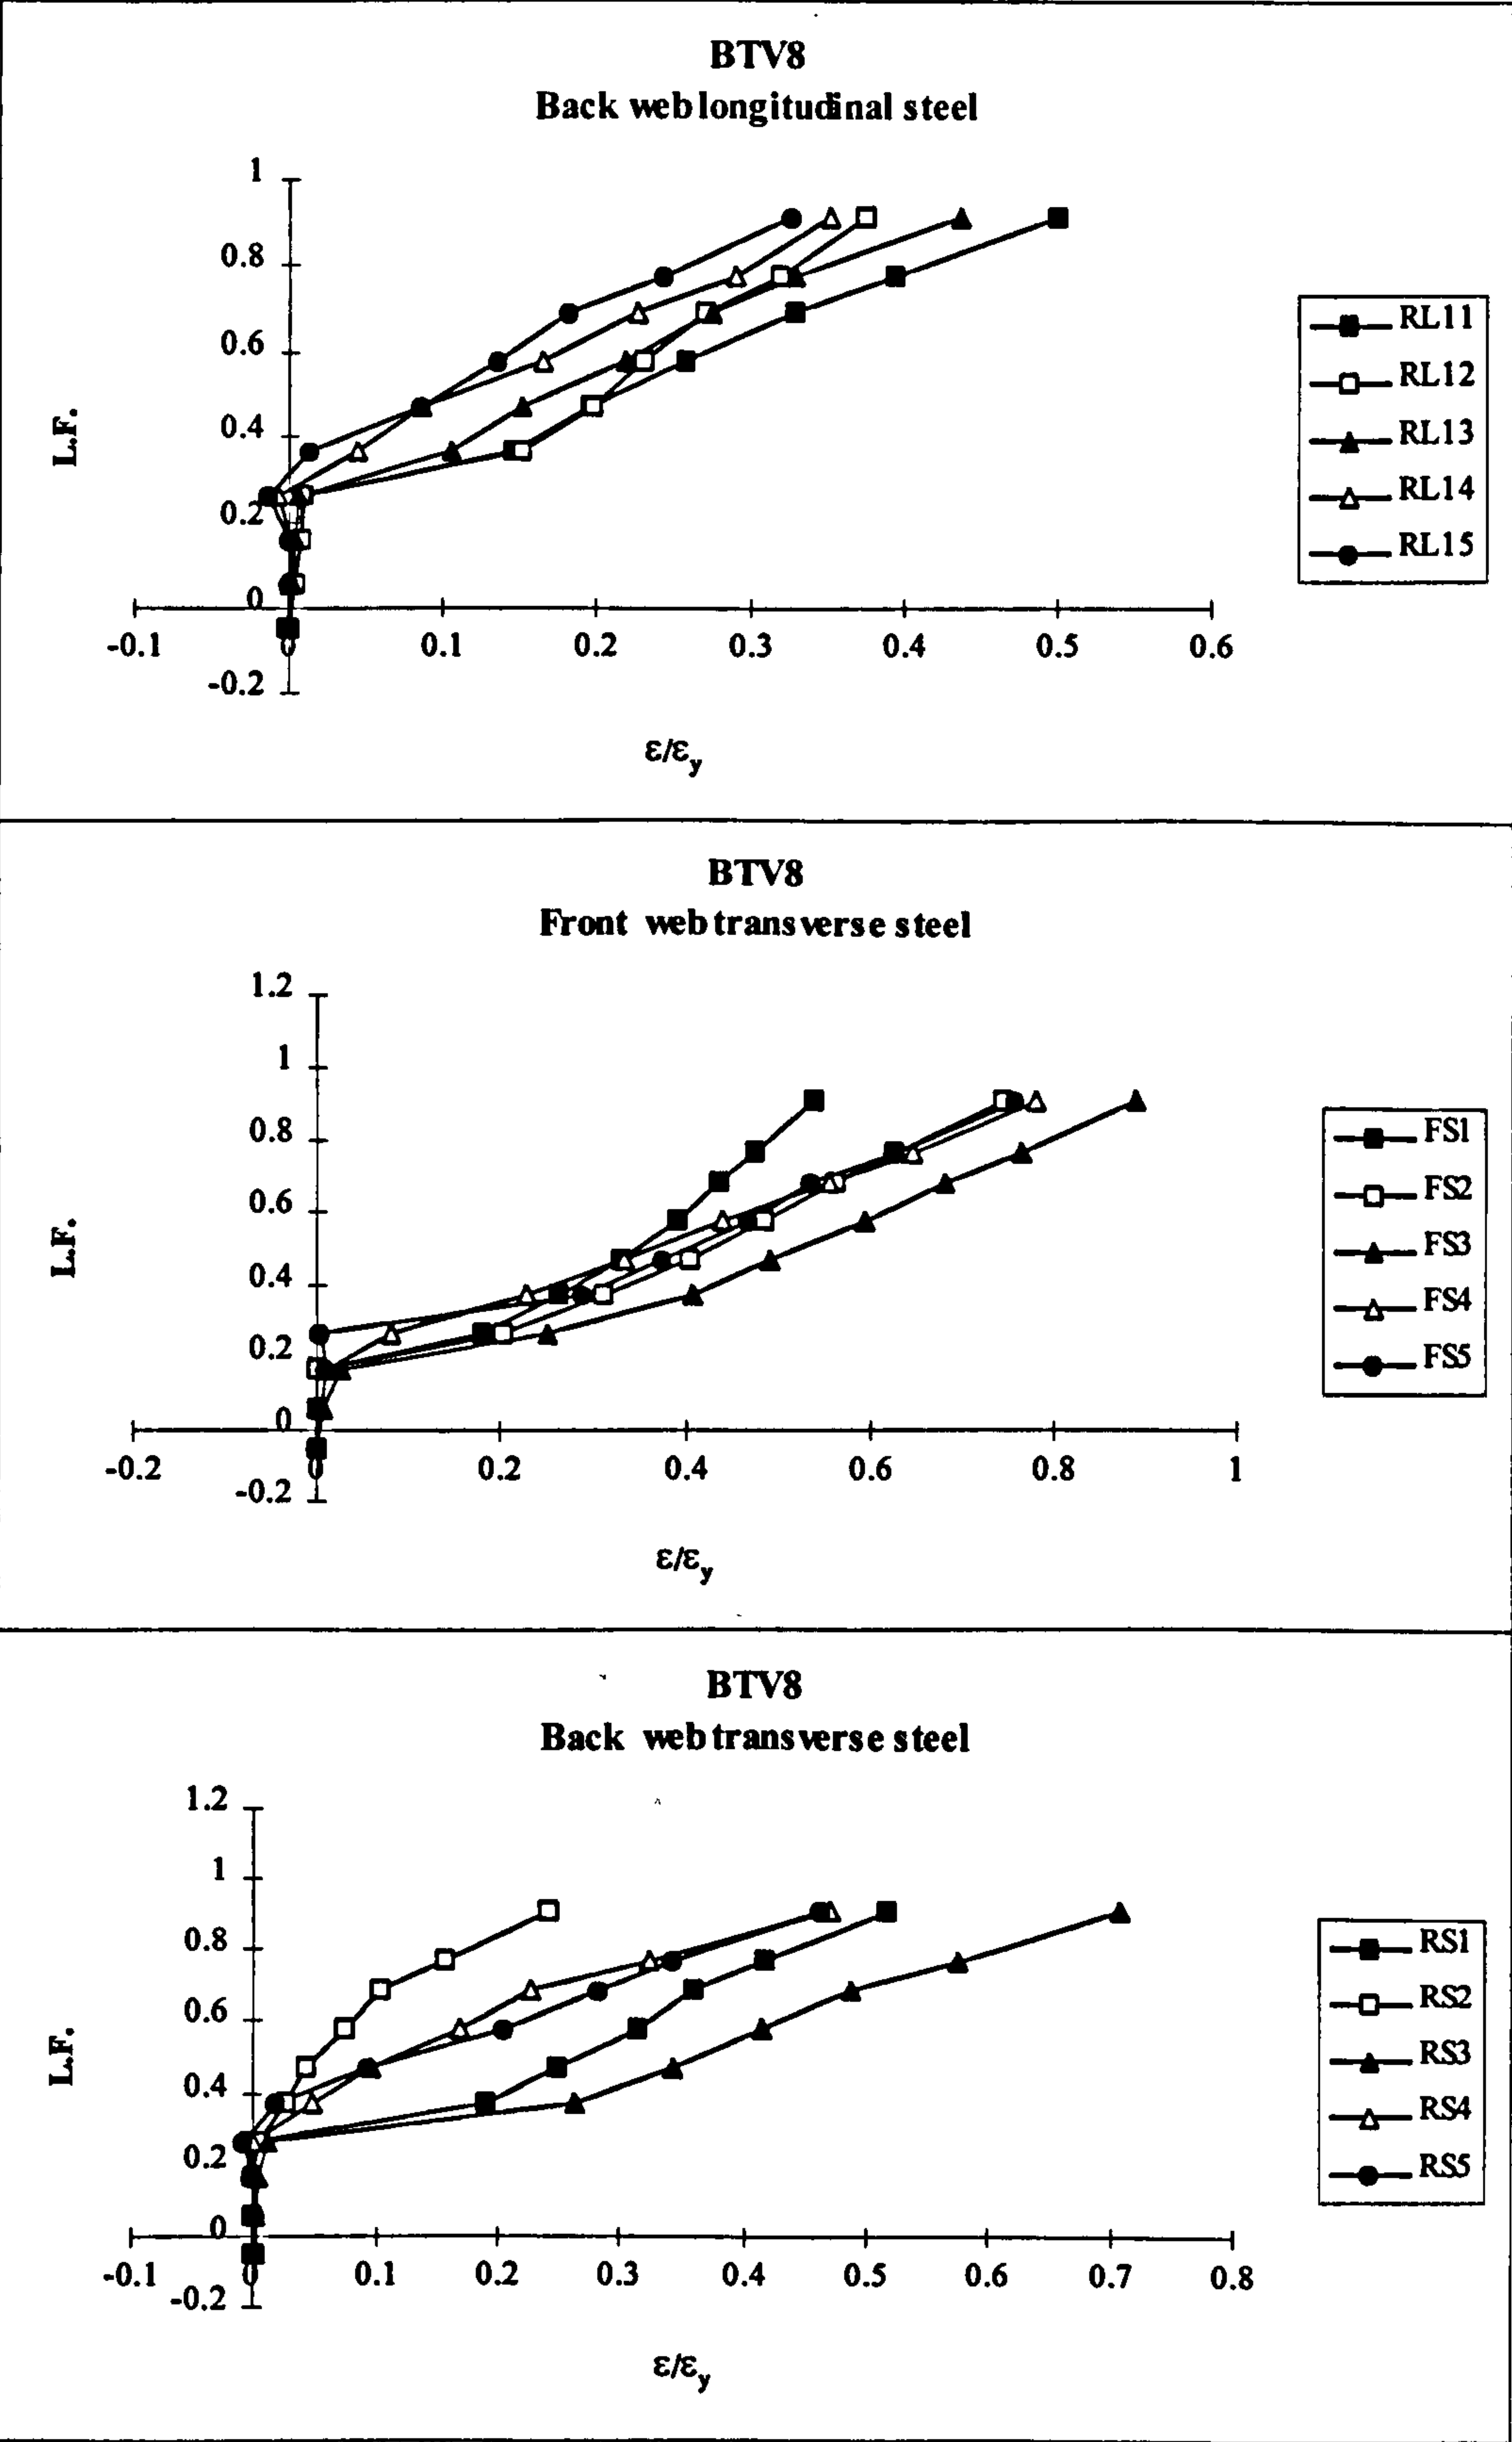 BTV8
Back web longitudinal steel
1
0.8
0.6
0.4
0.2
0
-0.2
L.F.
-0.1 0 0.1 0.2 0.3 0.4 0.5 0.6
ε/εy
RL11
RL12
RL13
RL14
RL15
BTV8
Front web transverse steel
1.2
1
0.8
0.6
0.4
0.2
0
-0.2
L.F.
-0.2 0 0.2 0.4 0.6 0.8 1
ε/εy
FS1
FS2
FS3
FS4
FS5
BTV8
Back web transverse steel
1.2
1
0.8
0.6
0.4
0.2
0
-0.2
L.F.
-0.1 0 0.1 0.2 0.3 0.4 0.5 0.6 0.7 0.8
ε/εy
RS1
RS2
RS3
RS4
RS5